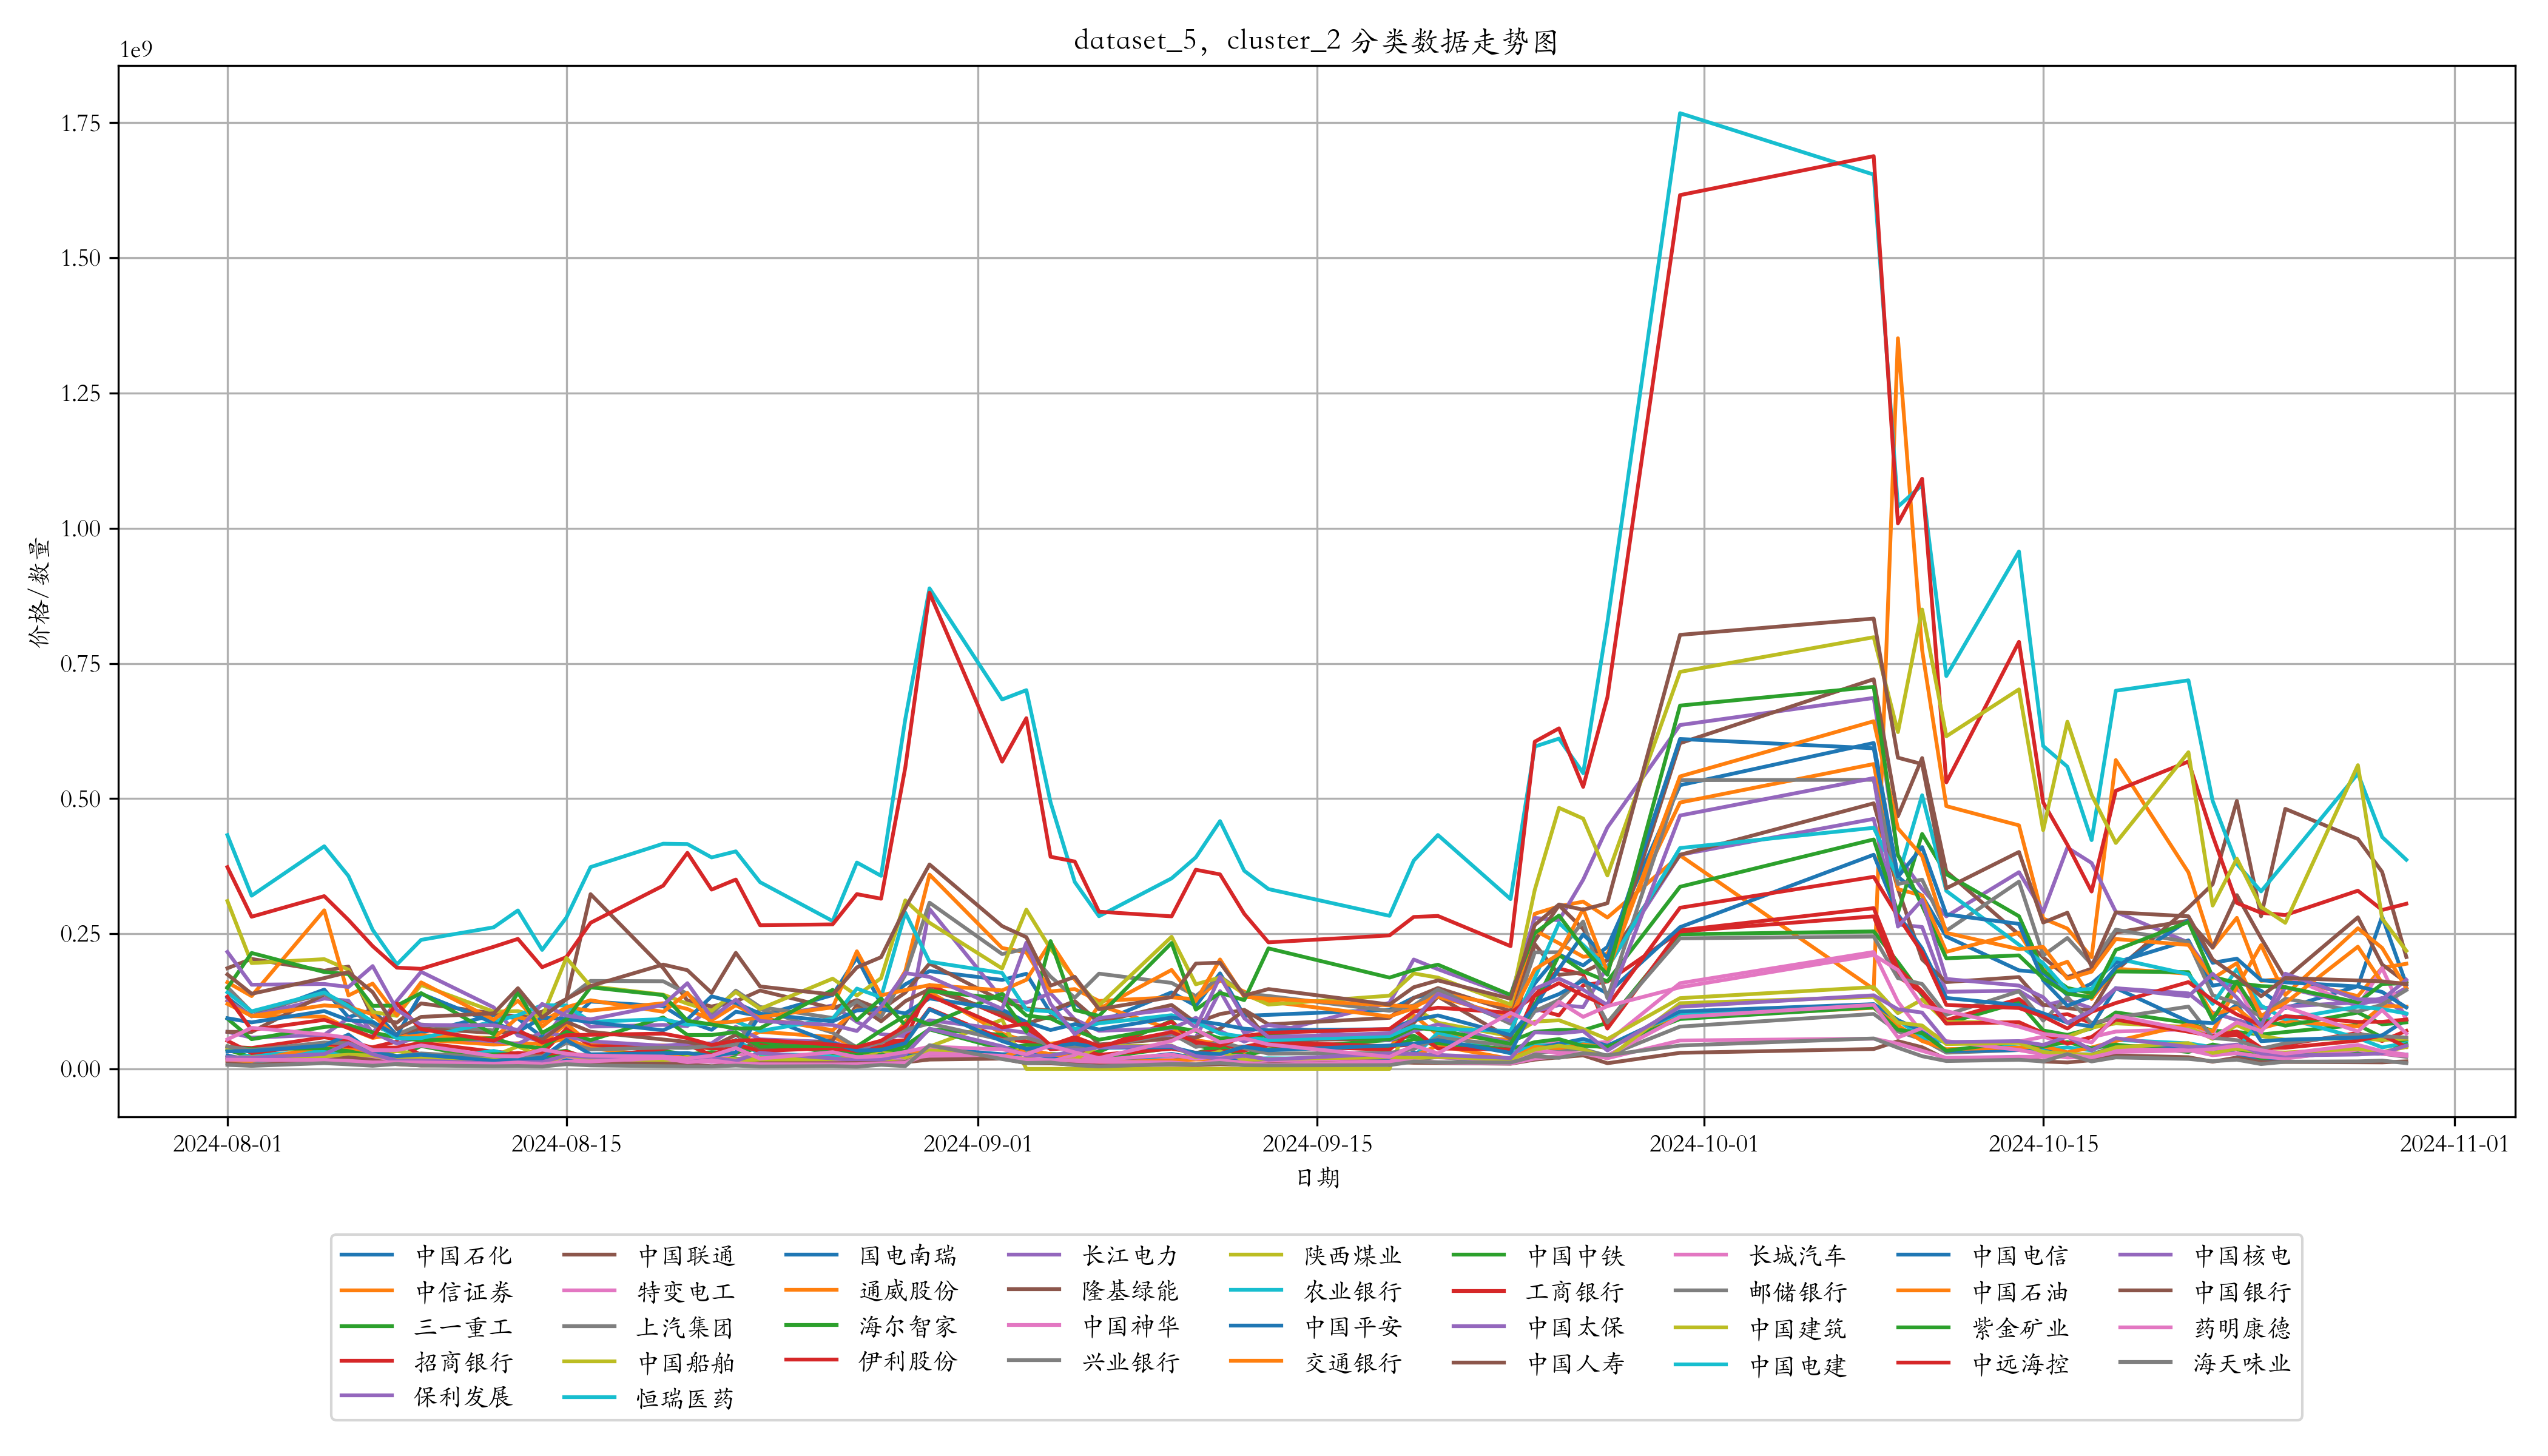 dataset_5，cluster_2 分类数据走势图
1e9
1.75
1.50
1.25
1.00
0.75
0.50
0.25
0.00
价格/数量
2024-08-01 2024-08-15 2024-09-01 2024-09-15 2024-10-01 2024-10-15 2024-11-01
日期
中国石化 中国联通 国电南瑞 长江电力 陕西煤业 中国中铁 长城汽车 中国电信 中国核电
中信证券 特变电工 通威股份 隆基绿能 农业银行 工商银行 邮储银行 中国石油 中国银行
三一重工 上汽集团 海尔智家 中国神华 中国平安 中国太保 中国建筑 紫金矿业 药明康德
招商银行 中国船舶 伊利股份 兴业银行 交通银行 中国人寿 中国电建 中远海控 海天味业
保利发展 恒瑞医药